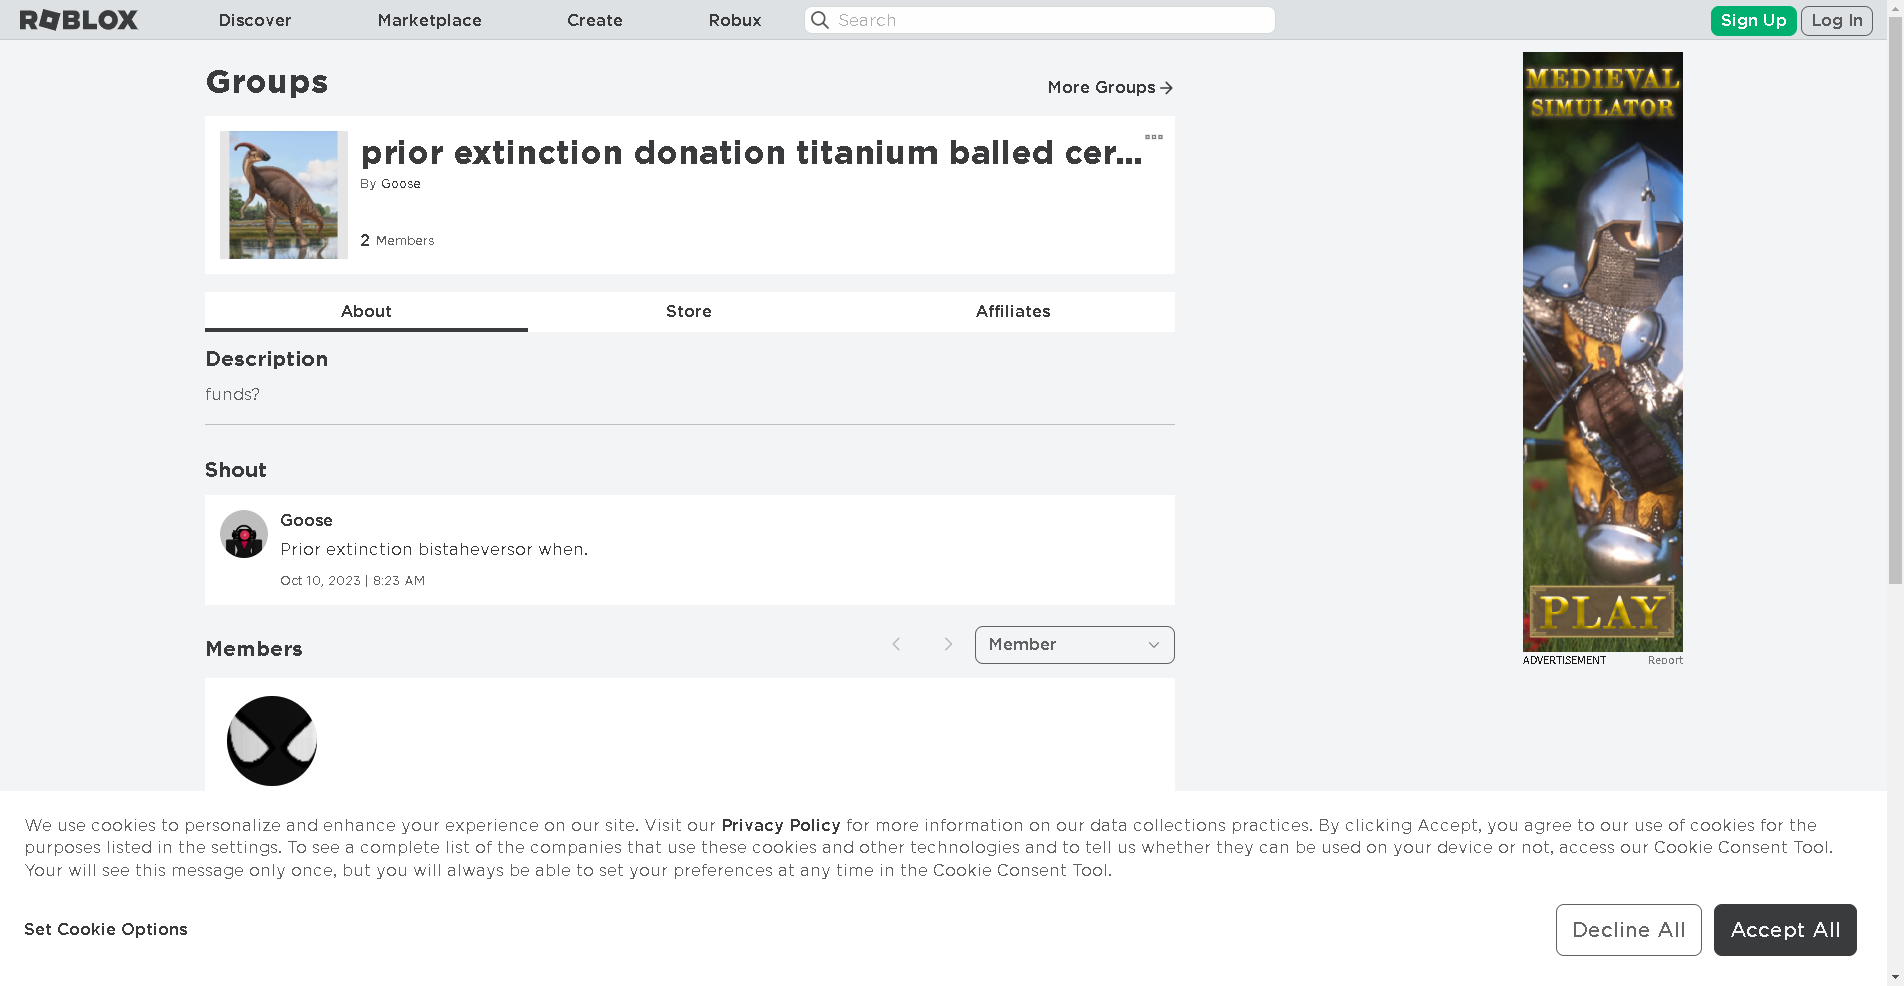 ROBLOX
Discover
Marketplace
Create
Robux
Search
Sign Up
Log In
Groups
More Groups
prior extinction donation titanium balled cer...
By Goose
2 Members
About
Store
Affiliates
Description
funds?
Shout
Goose
Prior extinction bistaheversor when.
Oct 10, 2023 | 8:23 AM
Members
Member
MEDIEVAL
SIMULATOR
PLAY
ADVERTISEMENT
Report
We use cookies to personalize and enhance your experience on our site. Visit our Privacy Policy for more information on our data collections practices. By clicking Accept, you agree to our use of cookies for the
purposes listed in the settings. To see a complete list of the companies that use these cookies and other technologies and to tell us whether they can be used on your device or not, access our Cookie Consent Tool.
Your will see this message only once, but you will always be able to set your preferences at any time in the Cookie Consent Tool.
Set Cookie Options
Decline All
Accept All